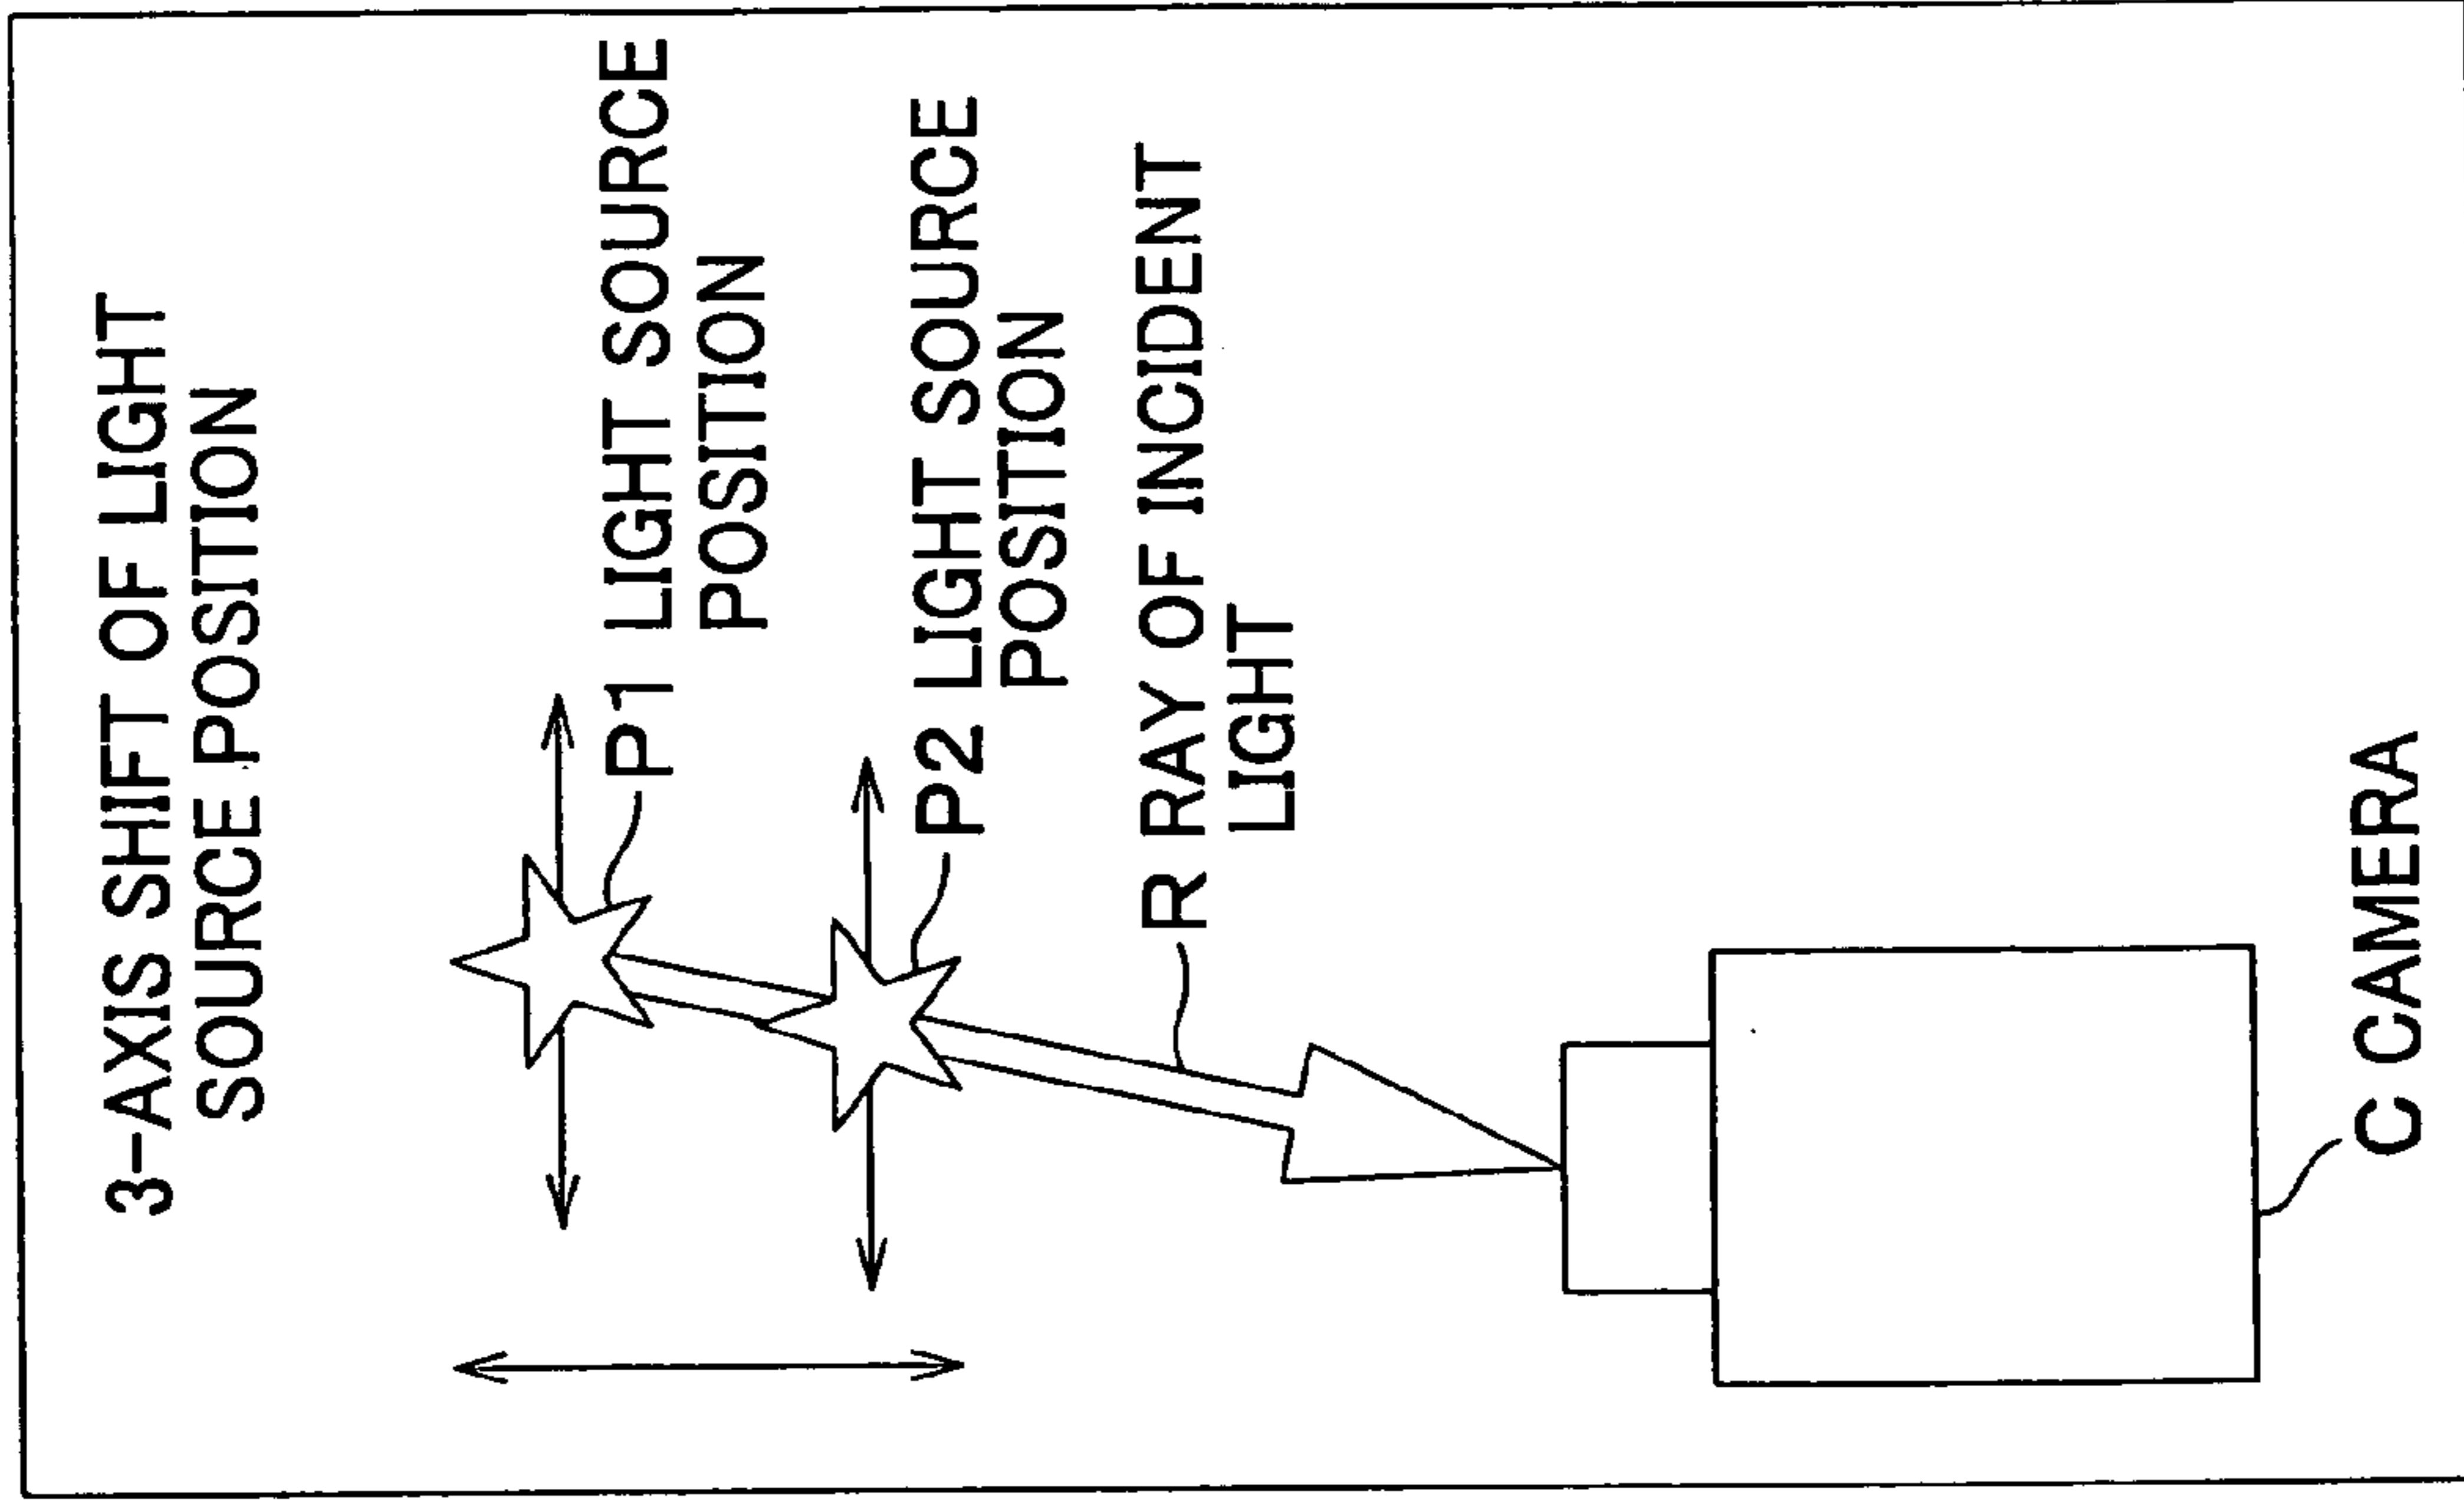 3-AXIS SHIFT OF LIGHT
SOURCE POSITION
P1 LIGHT SOURCE
POSITION
P2 LIGHT SOURCE
POSITION
R RAY OF INCIDENT
LIGHT
C CAMERA